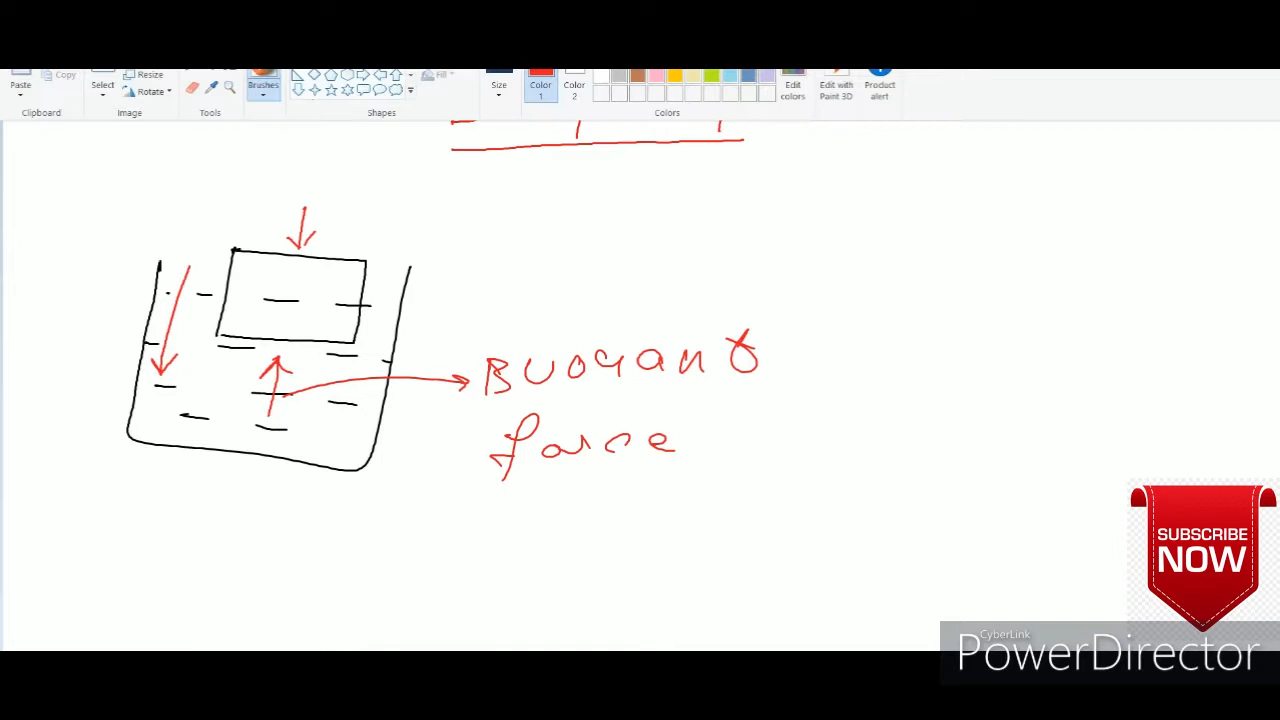 Resize
Paste
Copy
Select
Rotate
Brushes
Fill
Size
Color 1
Color 2
Edit colors
Edit with Paint 3D
Product alert
Clipboard
Image
Tools
Shapes
Colors
Buoyant
force
SUBSCRIBE
NOW
CyberLink
PowerDirector